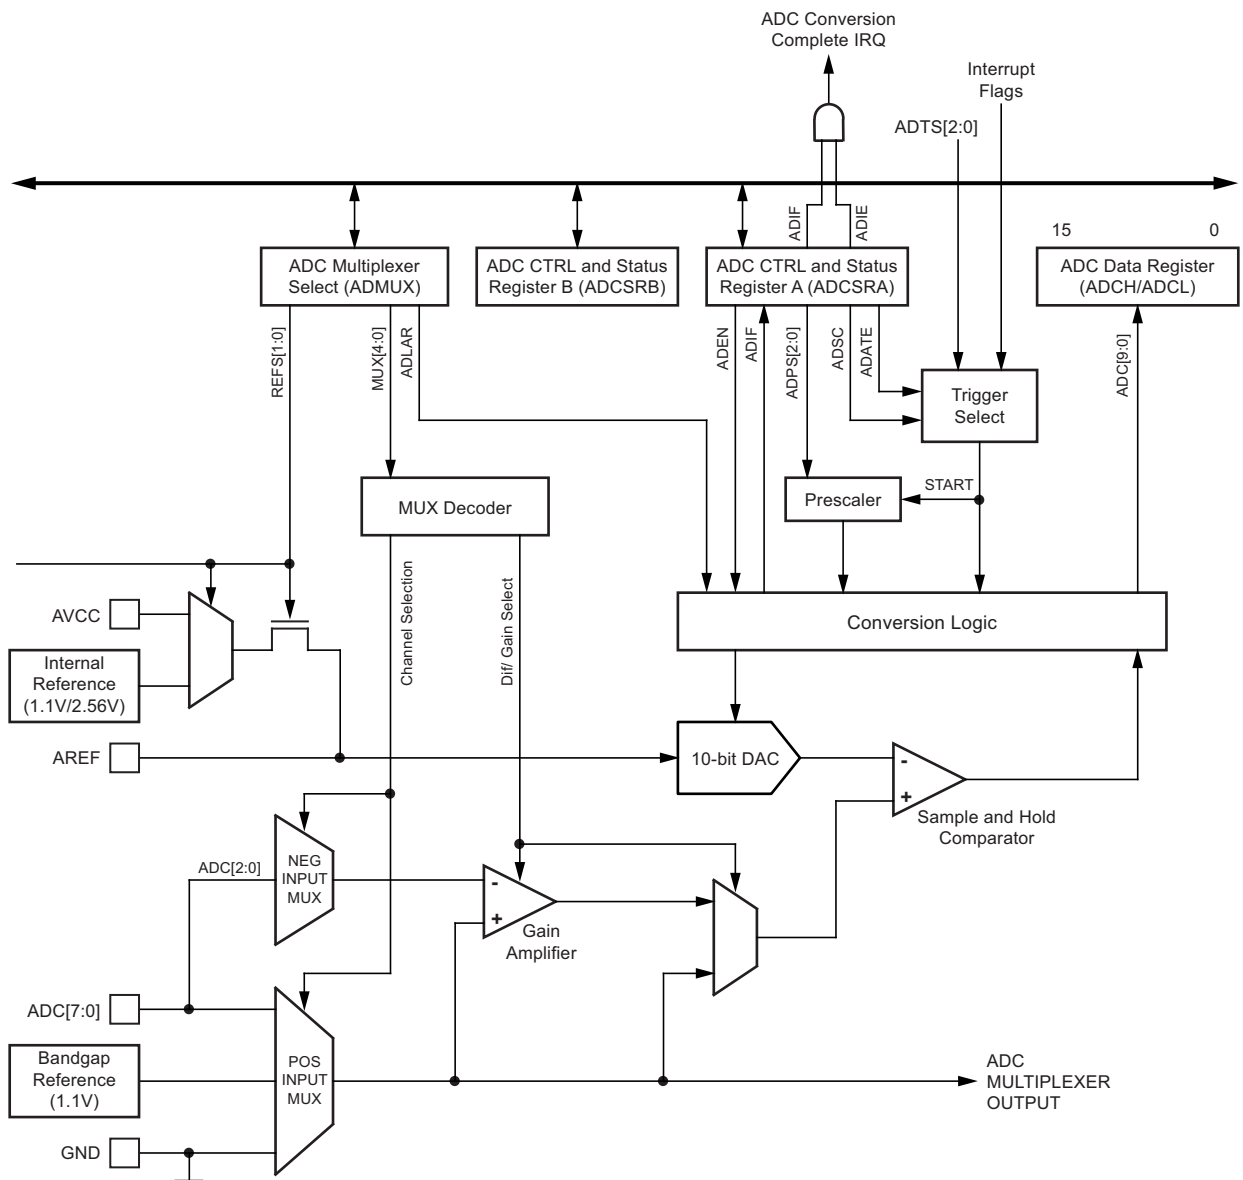 ADC Conversion
Complete IRQ
Interrupt
Flags
ADTS[2:0]
ADIF
ADIE
15 0
ADC Multiplexer
Select (ADMUX)
ADC CTRL and Status
Register B (ADCSRB)
ADC CTRL and Status
Register A (ADCSRA)
ADC Data Register
(ADCH/ADCL)
REFS[1:0]
MUX[4:0]
ADLAR
ADEN
ADIF
ADPS[2:0]
ADSC
ADATE
ADC[9:0]
Trigger
Select
MUX Decoder
Prescaler
START
Channel Selection
Dif/ Gain Select
AVCC
Conversion Logic
Internal
Reference
(1.1V/2.56V)
AREF
10-bit DAC
-
+
Sample and Hold
Comparator
ADC[2:0]
NEG
INPUT
MUX
-
+
Gain
Amplifier
ADC[7:0]
Bandgap
Reference
(1.1V)
POS
INPUT
MUX
ADC
MULTIPLEXER
OUTPUT
GND